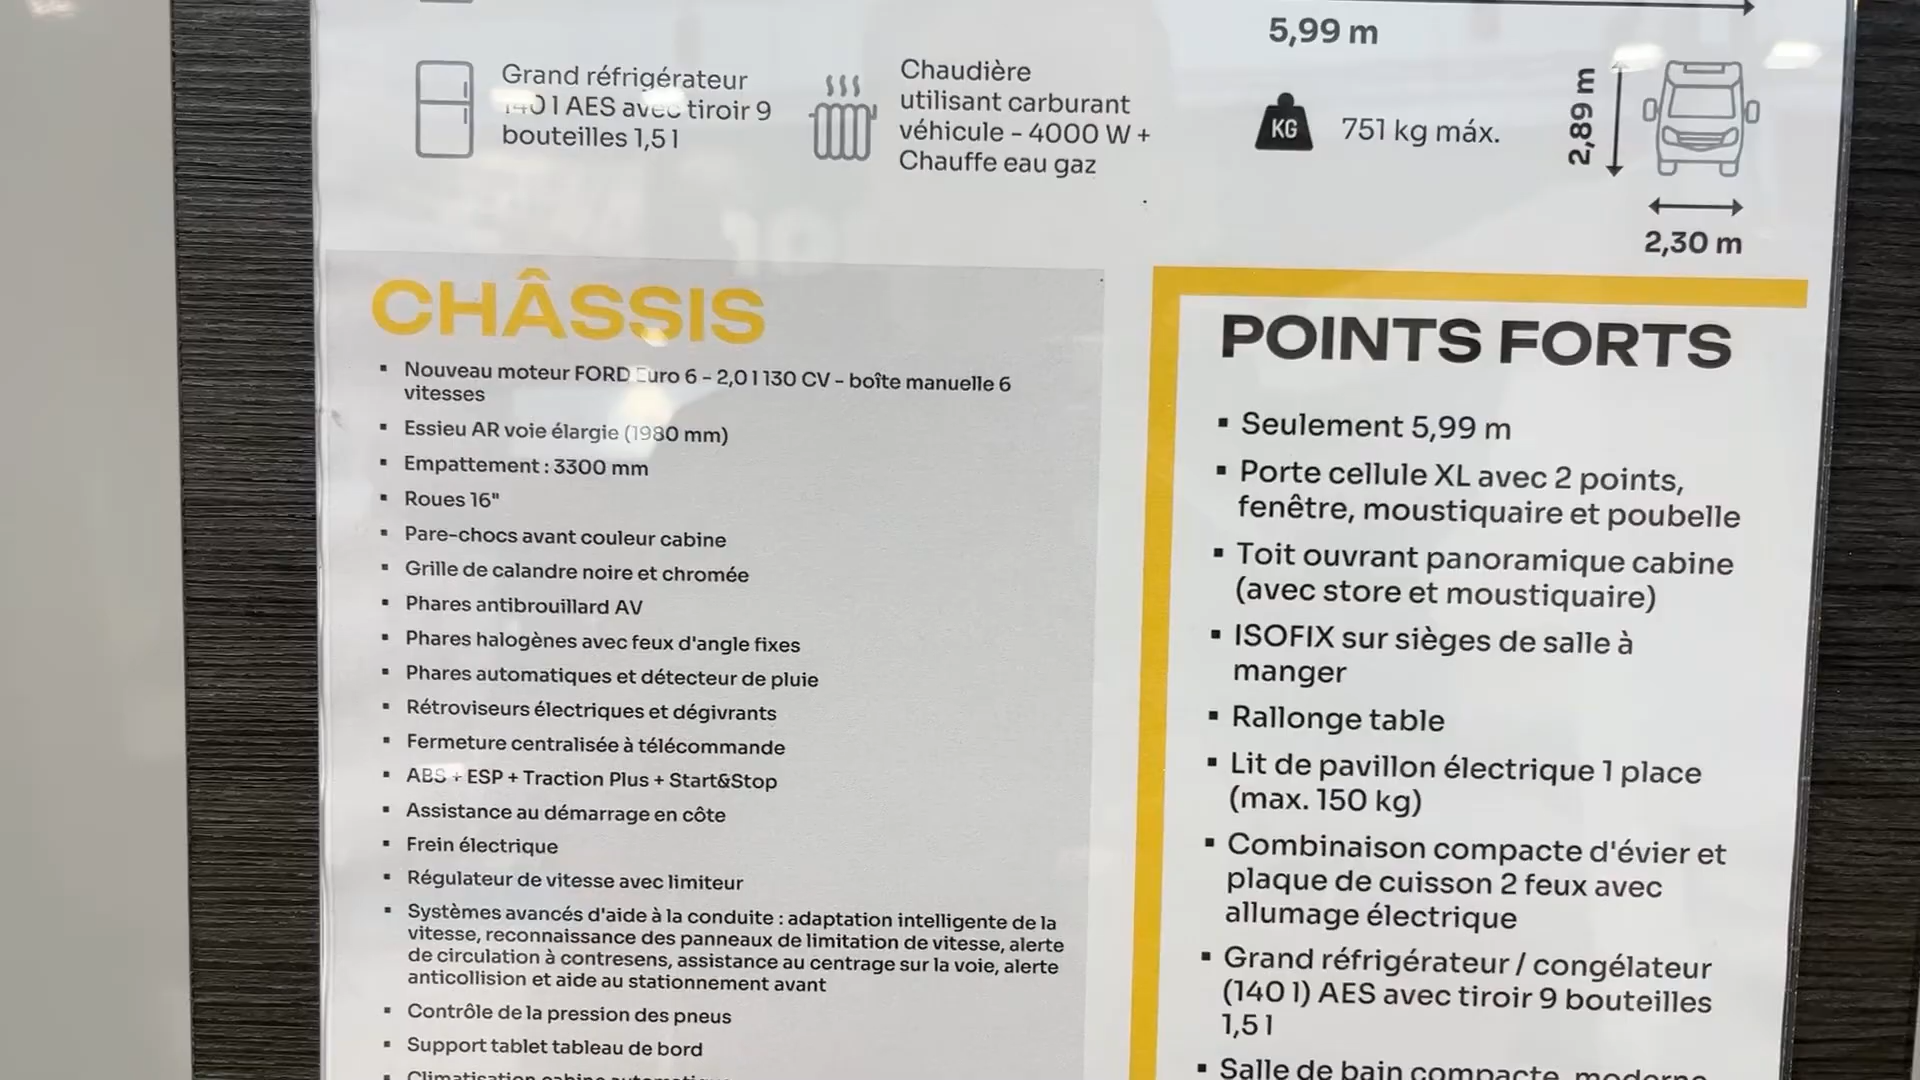 5,99 m
Grand réfrigérateur
140 l AES avec tiroir 9
bouteilles 1,5 l
Chaudière
utilisant carburant
véhicule - 4000 W +
Chauffe eau gaz
KG
751 kg máx.
2,89 m
2,30 m
CHÂSSIS
▪ Nouveau moteur FORD Euro 6 - 2,0 l 130 CV - boîte manuelle 6
vitesses
▪ Essieu AR voie élargie (1980 mm)
▪ Empattement : 3300 mm
▪ Roues 16"
▪ Pare-chocs avant couleur cabine
▪ Grille de calandre noire et chromée
▪ Phares antibrouillard AV
▪ Phares halogènes avec feux d'angle fixes
▪ Phares automatiques et détecteur de pluie
▪ Rétroviseurs électriques et dégivrants
▪ Fermeture centralisée à télécommande
▪ ABS + ESP + Traction Plus + Start&Stop
▪ Assistance au démarrage en côte
▪ Frein électrique
▪ Régulateur de vitesse avec limiteur
▪ Systèmes avancés d'aide à la conduite : adaptation intelligente de la
vitesse, reconnaissance des panneaux de limitation de vitesse, alerte
de circulation à contresens, assistance au centrage sur la voie, alerte
anticollision et aide au stationnement avant
▪ Contrôle de la pression des pneus
▪ Support tablet tableau de bord
▪ Climatisation cabine
POINTS FORTS
▪ Seulement 5,99 m
▪ Porte cellule XL avec 2 points,
fenêtre, moustiquaire et poubelle
▪ Toit ouvrant panoramique cabine
(avec store et moustiquaire)
▪ ISOFIX sur sièges de salle à
manger
▪ Rallonge table
▪ Lit de pavillon électrique 1 place
(max. 150 kg)
▪ Combinaison compacte d'évier et
plaque de cuisson 2 feux avec
allumage électrique
▪ Grand réfrigérateur / congélateur
(140 l) AES avec tiroir 9 bouteilles
1,5 l
▪ Salle de bain compacte, moderne